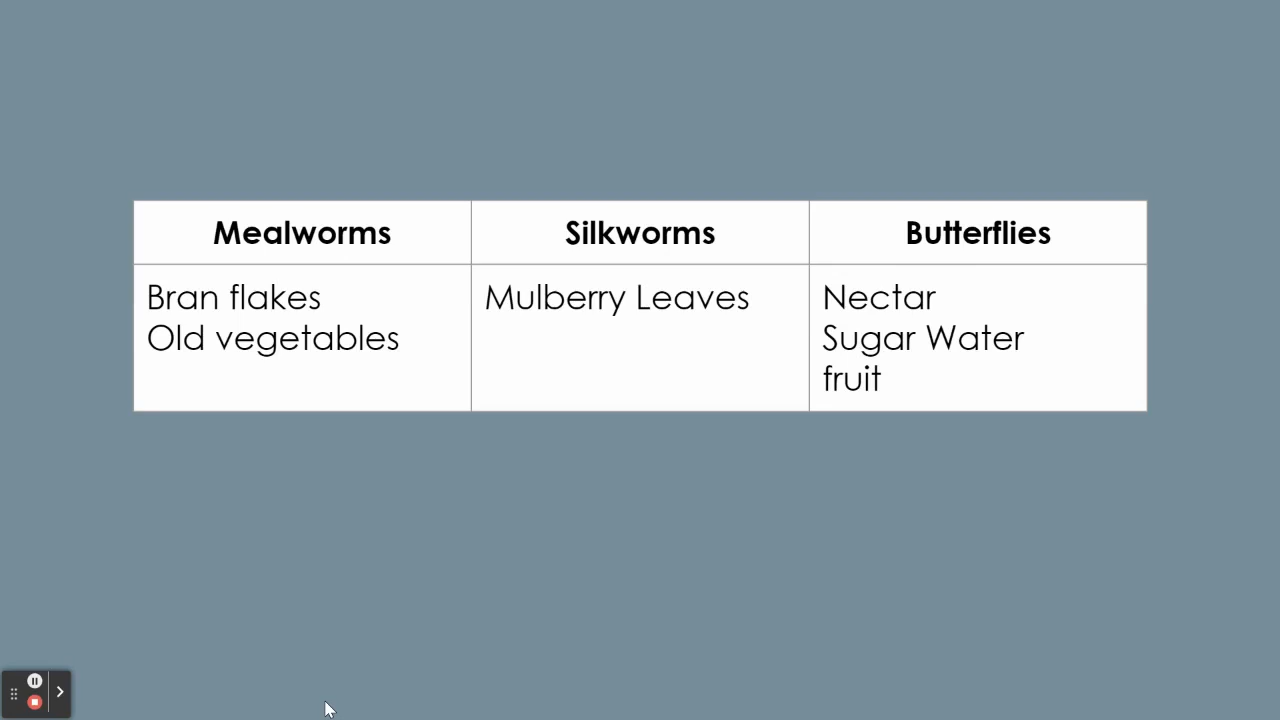 Mealworms
Silkworms
Butterflies
Bran flakes
Old vegetables
Mulberry Leaves
Nectar
Sugar Water
fruit